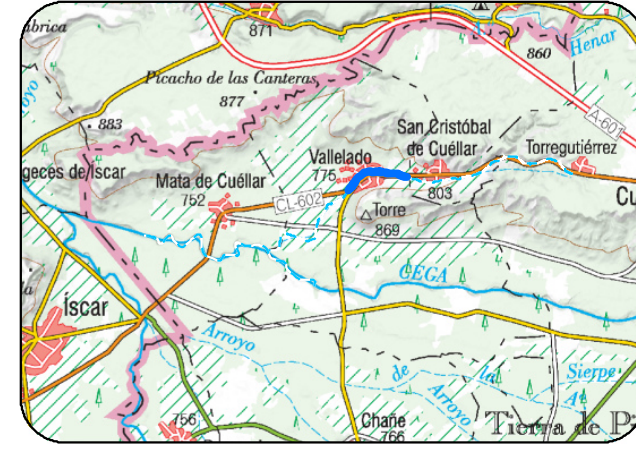 871
860
Henar
Picacho de las Canteras
877
883
A-601
San Cristóbal
de Cuéllar
Torregutiérrez
Vallelado
775
803
geces de Íscar
Mata de Cuéllar
752
CL-602
Torre
869
CEGA
Íscar
Arroyo
de la
Sierpe
Arroyo
756
Chañe
766
Tierra de Pi